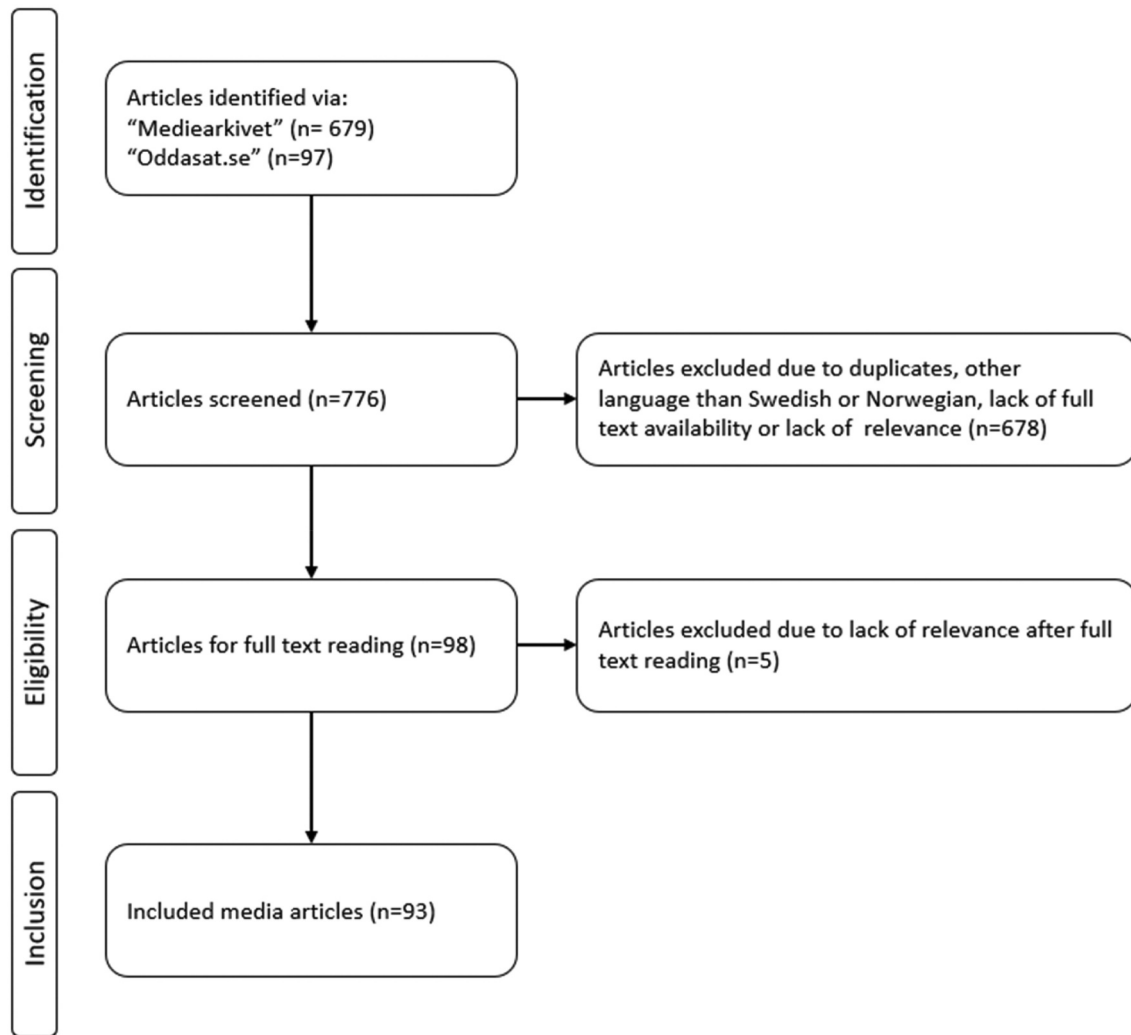 Identification
Articles identified via:
“Mediearkivet” (n= 679)
“Oddasat.se” (n=97)
Screening
Articles screened (n=776)
Articles excluded due to duplicates, other
language than Swedish or Norwegian, lack of full
text availability or lack of relevance (n=678)
Eligibility
Articles for full text reading (n=98)
Articles excluded due to lack of relevance after full
text reading (n=5)
Inclusion
Included media articles (n=93)